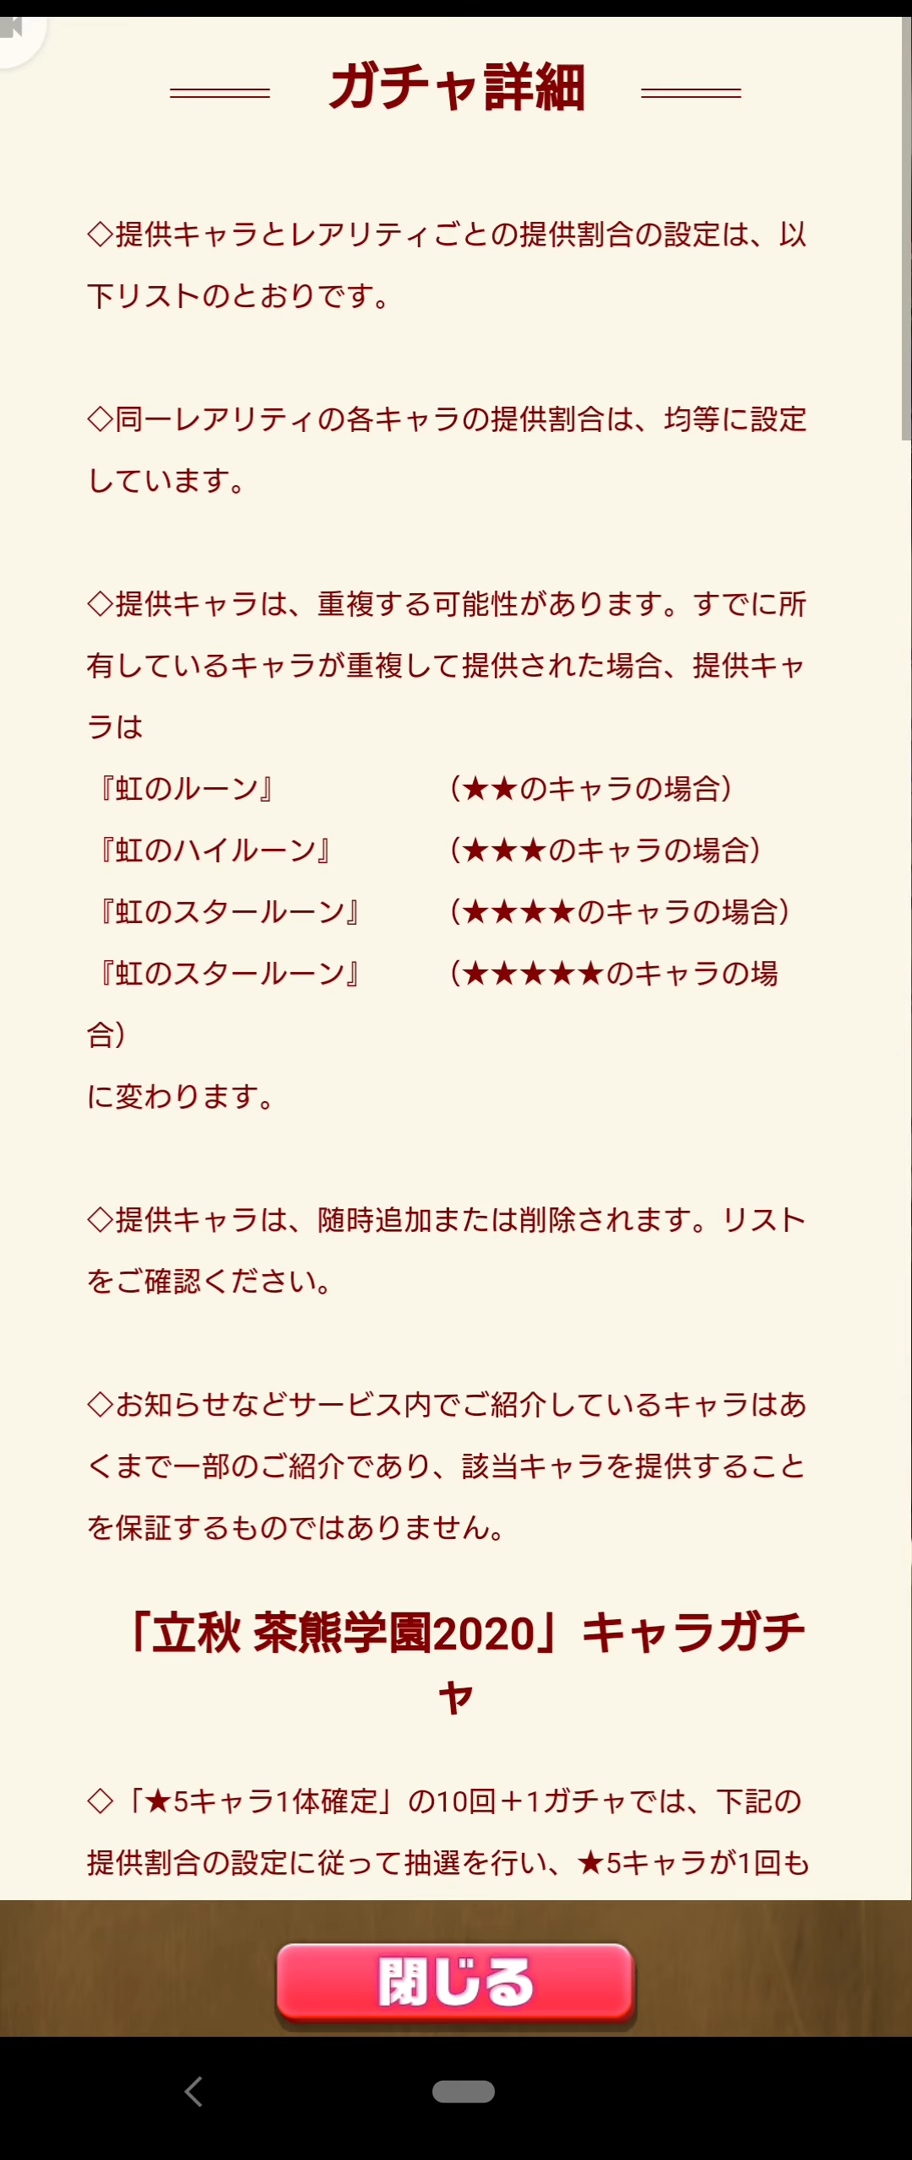 ガチャ詳細
◇提供キャラとレアリティごとの提供割合の設定は、以
下リストのとおりです。
◇同一レアリティの各キャラの提供割合は、均等に設定
しています。
◇提供キャラは、重複する可能性があります。すでに所
有しているキャラが重複して提供された場合、提供キャ
ラは
『虹のルーン』 （★★のキャラの場合）
『虹のハイルーン』 （★★★のキャラの場合）
『虹のスタールーン』 （★★★★のキャラの場合）
『虹のスタールーン』 （★★★★★のキャラの場
合）
に変わります。
◇提供キャラは、随時追加または削除されます。リスト
をご確認ください。
◇お知らせなどサービス内でご紹介しているキャラはあ
くまで一部のご紹介であり、該当キャラを提供すること
を保証するものではありません。
「立秋 茶熊学園2020」キャラガチ
ャ
◇「★5キャラ1体確定」の10回＋1ガチャでは、下記の
提供割合の設定に従って抽選を行い、★5キャラが1回も
閉じる